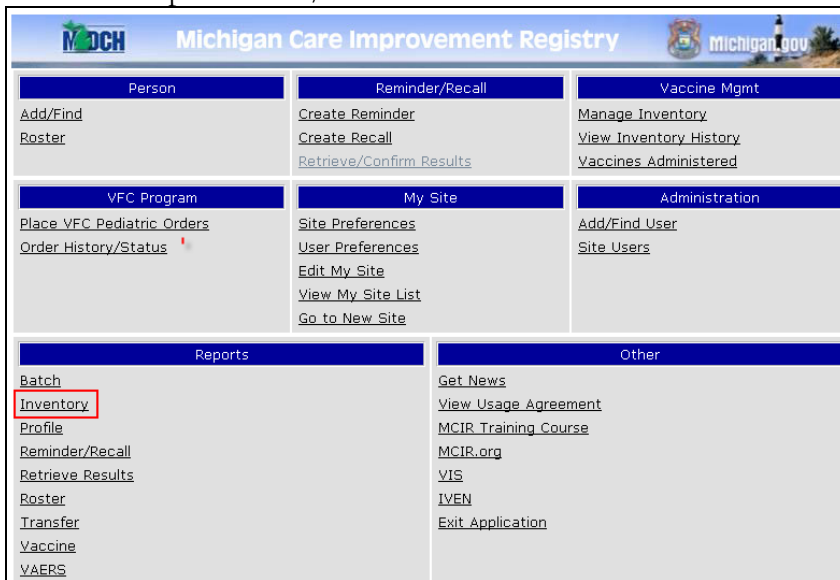 MDCH Michigan Care Improvement Registry Michigan.gov
Person
Add/Find
Roster
Reminder/Recall
Create Reminder
Create Recall
Retrieve/Confirm Results
Vaccine Mgmt
Manage Inventory
View Inventory History
Vaccines Administered
VFC Program
Place VFC Pediatric Orders
Order History/Status
My Site
Site Preferences
User Preferences
Edit My Site
View My Site List
Go to New Site
Administration
Add/Find User
Site Users
Reports
Batch
Inventory
Profile
Reminder/Recall
Retrieve Results
Roster
Transfer
Vaccine
VAERS
Other
Get News
View Usage Agreement
MCIR Training Course
MCIR.org
VIS
IVEN
Exit Application